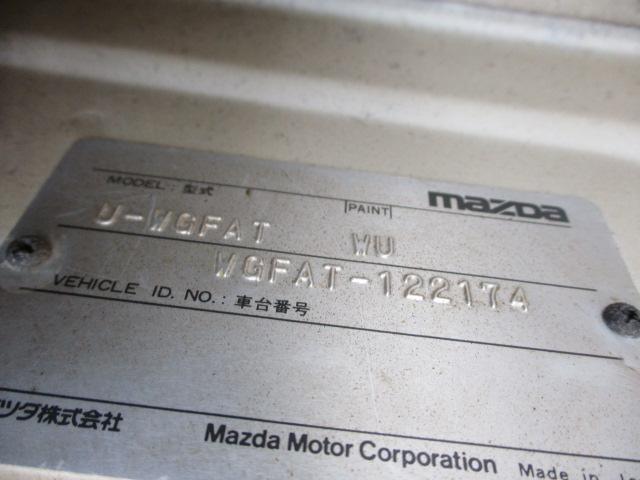 MODEL : 型式 PAINT mazda
U-WGFAT WU
WGFAT-122174
VEHICLE ID. NO. : 車台番号
ツダ株式会社 Mazda Motor Corporation Made in